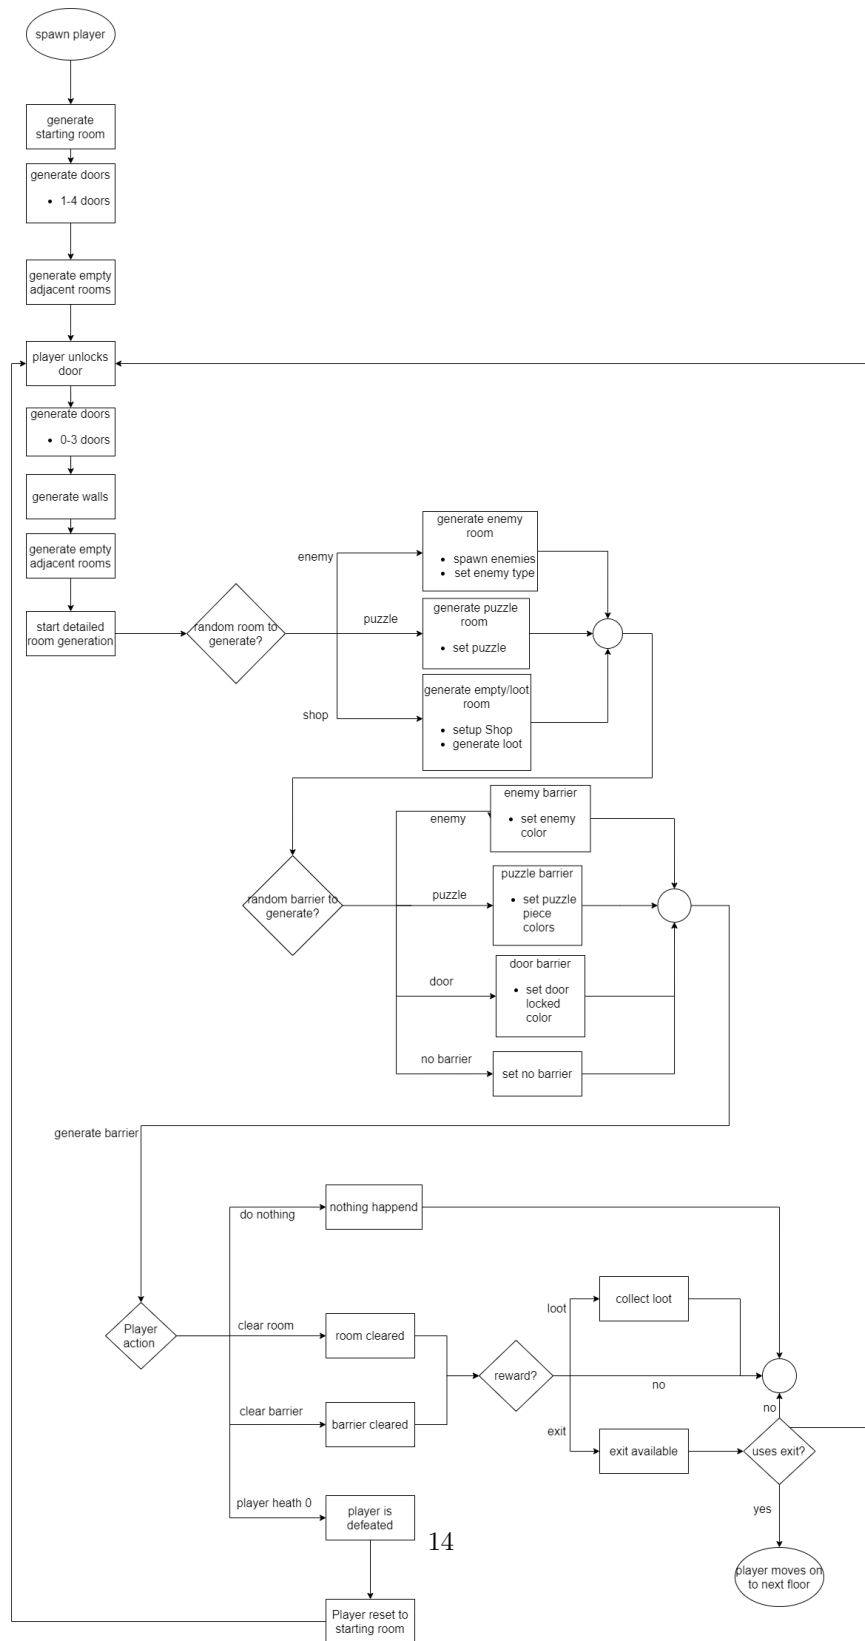 spawn player
generate
starting room
generate doors
• 1-4 doors
generate empty
adjacent rooms
player unlocks
door
generate doors
• 0-3 doors
generate walls
generate empty
adjacent rooms
start detailed
room generation
random room to
generate?
enemy
generate enemy
room
• spawn enemies
• set enemy type
puzzle
generate puzzle
room
• set puzzle
shop
generate empty/loot
room
• setup Shop
• generate loot
random barrier to
generate?
enemy
enemy barrier
• set enemy
color
puzzle
puzzle barrier
• set puzzle
piece
colors
door
door barrier
• set door
locked
color
no barrier
set no barrier
generate barrier
Player
action
do nothing
nothing happend
clear room
room cleared
clear barrier
barrier cleared
player heath 0
player is
defeated
Player reset to
starting room
reward?
loot
collect loot
no
exit
exit available
uses exit?
no
yes
player moves on
to next floor
14